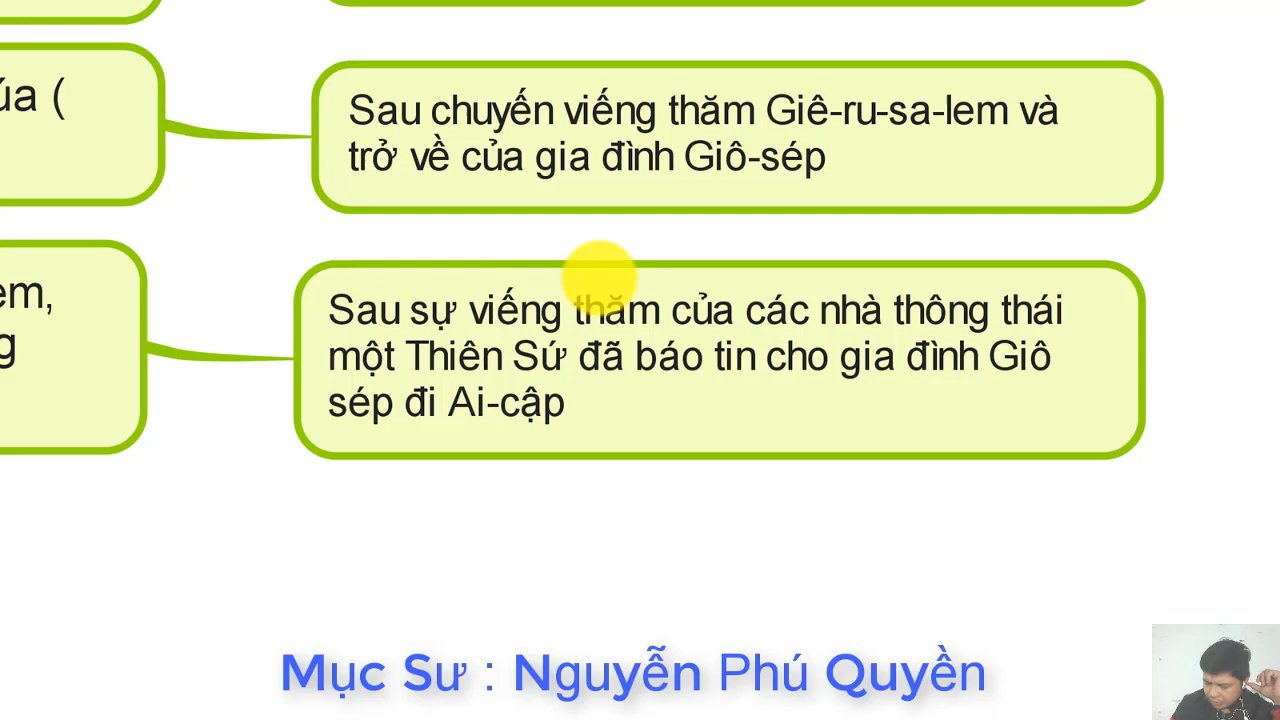 úa (
Sau chuyến viếng thăm Giê-ru-sa-lem và
trở về của gia đình Giô-sép
em,
g
Sau sự viếng thăm của các nhà thông thái
một Thiên Sứ đã báo tin cho gia đình Giô
sép đi Ai-cập
Mục Sư : Nguyễn Phú Quyền